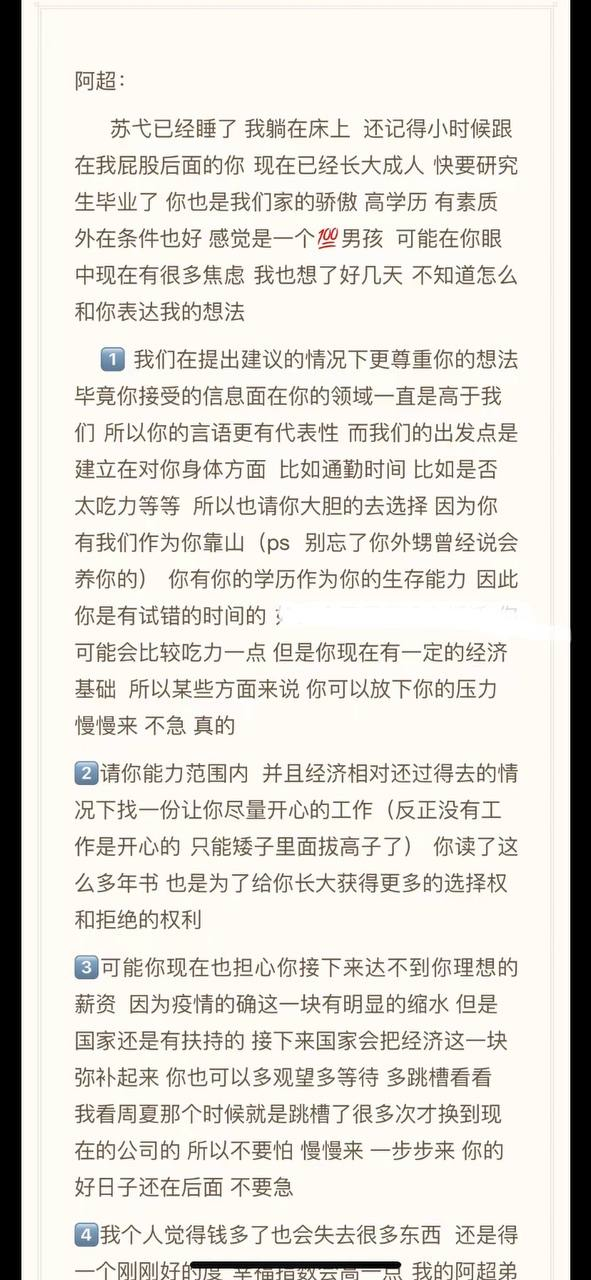 阿超：
苏弋已经睡了 我躺在床上 还记得小时候跟
在我屁股后面的你 现在已经长大成人 快要研究
生毕业了 你也是我们家的骄傲 高学历 有素质
外在条件也好 感觉是一个💯男孩 可能在你眼
中现在有很多焦虑 我也想了好几天 不知道怎么
和你表达我的想法
1️⃣ 我们在提出建议的情况下更尊重你的想法
毕竟你接受的信息面在你的领域一直是高于我
们 所以你的言语更有代表性 而我们的出发点是
建立在对你身体方面 比如通勤时间 比如是否
太吃力等等 所以也请你大胆的去选择 因为你
有我们作为你靠山（ps 别忘了你外甥曾经说会
养你的） 你有你的学历作为你的生存能力 因此
你是有试错的时间的
可能会比较吃力一点 但是你现在有一定的经济
基础 所以某些方面来说 你可以放下你的压力
慢慢来 不急 真的
2️⃣请你能力范围内 并且经济相对还过得去的情
况下找一份让你尽量开心的工作（反正没有工
作是开心的 只能矮子里面拔高子了） 你读了这
么多年书 也是为了给你长大获得更多的选择权
和拒绝的权利
3️⃣可能你现在也担心你接下来达不到你理想的
薪资 因为疫情的确这一块有明显的缩水 但是
国家还是有扶持的 接下来国家会把经济这一块
弥补起来 你也可以多观望多等待 多跳槽看看
我看周夏那个时候就是跳槽了很多次才换到现
在的公司的 所以不要怕 慢慢来 一步步来 你的
好日子还在后面 不要急
4️⃣我个人觉得钱多了也会失去很多东西 还是得
一个刚刚好的度 幸福指数会高一点 我的阿超弟